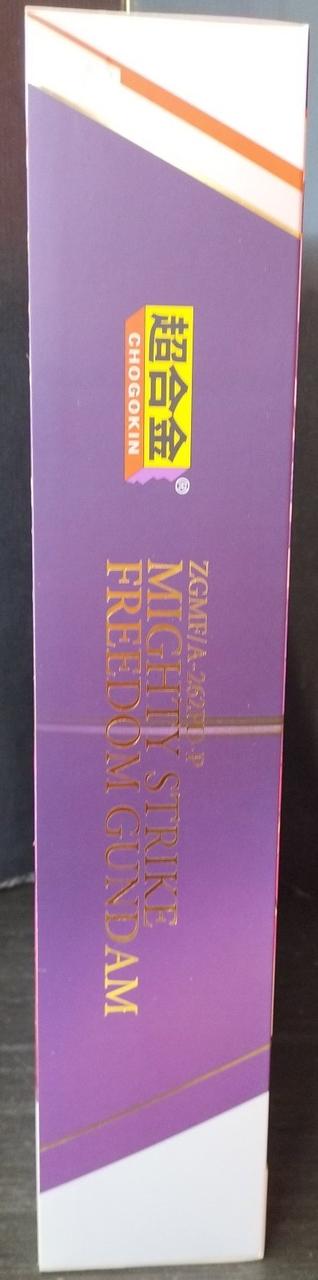 超合金
CHOGOKIN
®
ZGMF/A-262PD-P
MIGHTY STRIKE
FREEDOM GUNDAM